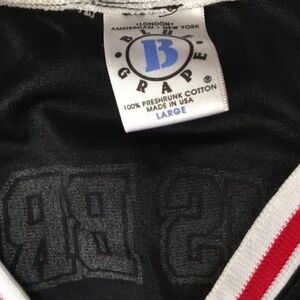 •LONDON•
AMSTERDAM • NEW YORK
BLUE
B
GRAPE
®
100% PRESHRUNK COTTON
MADE IN USA
LARGE